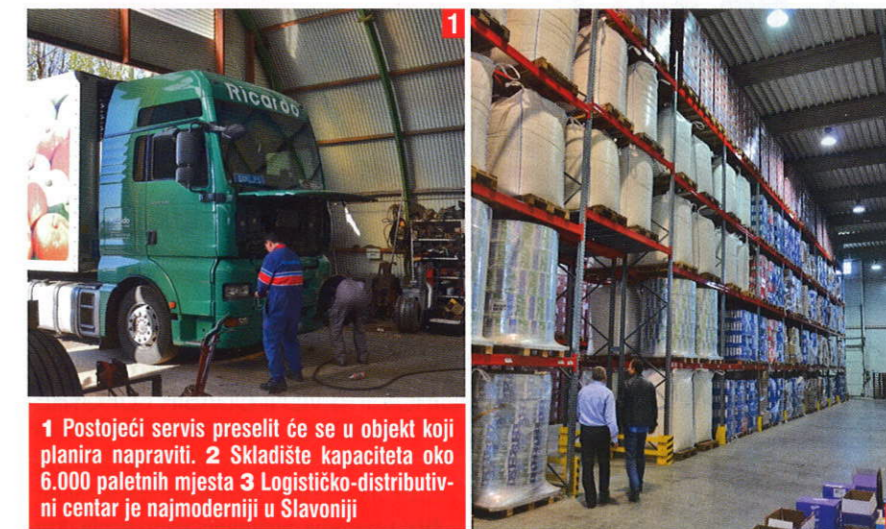 1
Ricardo
1 Postojeći servis preselit će se u objekt koji
planira napraviti. 2 Skladište kapaciteta oko
6.000 paletnih mjesta 3 Logističko-distributiv-
ni centar je najmoderniji u Slavoniji